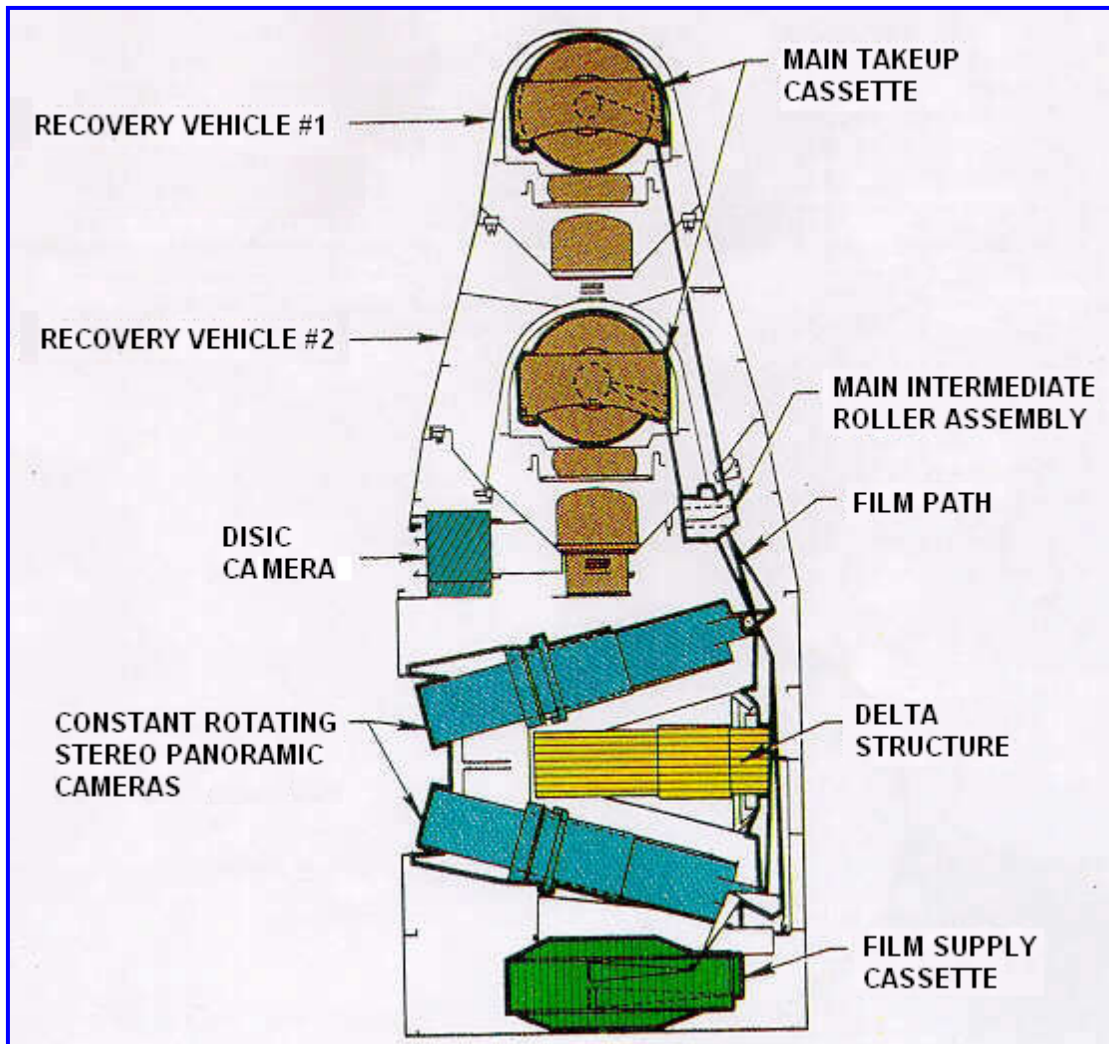 MAIN TAKEUP
CASSETTE
RECOVERY VEHICLE #1
RECOVERY VEHICLE #2
MAIN INTERMEDIATE
ROLLER ASSEMBLY
FILM PATH
DISIC
CAMERA
CONSTANT ROTATING
STEREO PANORAMIC
CAMERAS
DELTA
STRUCTURE
FILM SUPPLY
CASSETTE